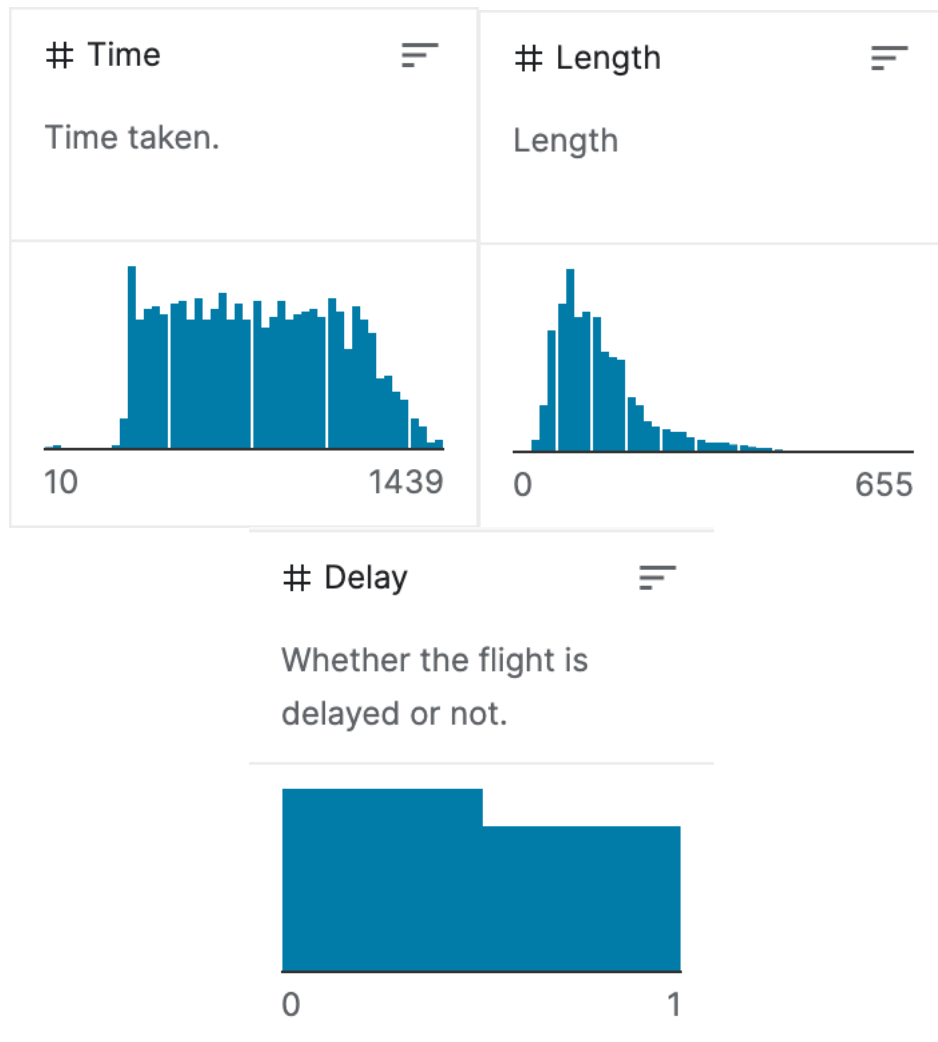 # Time
Time taken.
10 1439
# Length
Length
0 655
# Delay
Whether the flight is
delayed or not.
0 1